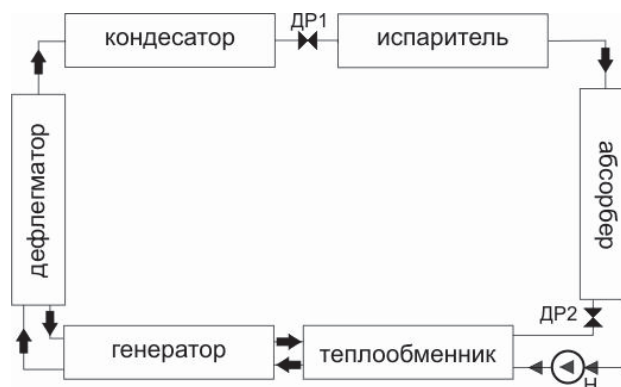 кондесатор
ДР1
испаритель
дефлегматор
абсорбер
ДР2
генератор
теплообменник
Н